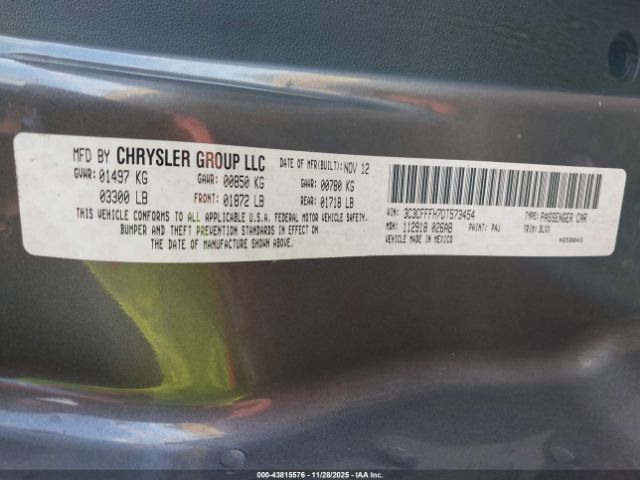 MFD BY CHRYSLER GROUP LLC DATE OF MFR(BUILT): NOV 12
GVWR: 01497 KG GAWR: 00850 KG GAWR: 00780 KG
03300 LB FRONT: 01872 LB REAR: 01718 LB
THIS VEHICLE CONFORMS TO ALL APPLICABLE U.S.A. FEDERAL MOTOR VEHICLE SAFETY,
BUMPER AND THEFT PREVENTION STANDARDS IN EFFECT ON
THE DATE OF MANUFACTURE SHOWN ABOVE.
VIN: 3C3CFFFH7DT573454 TYPE: PASSENGER CAR
MDH: 112918 026AB PAINT: PAJ TRIM: DLX9
VEHICLE MADE IN MEXICO 4658043
000-43815576 - 11/28/2025 - IAA Inc.